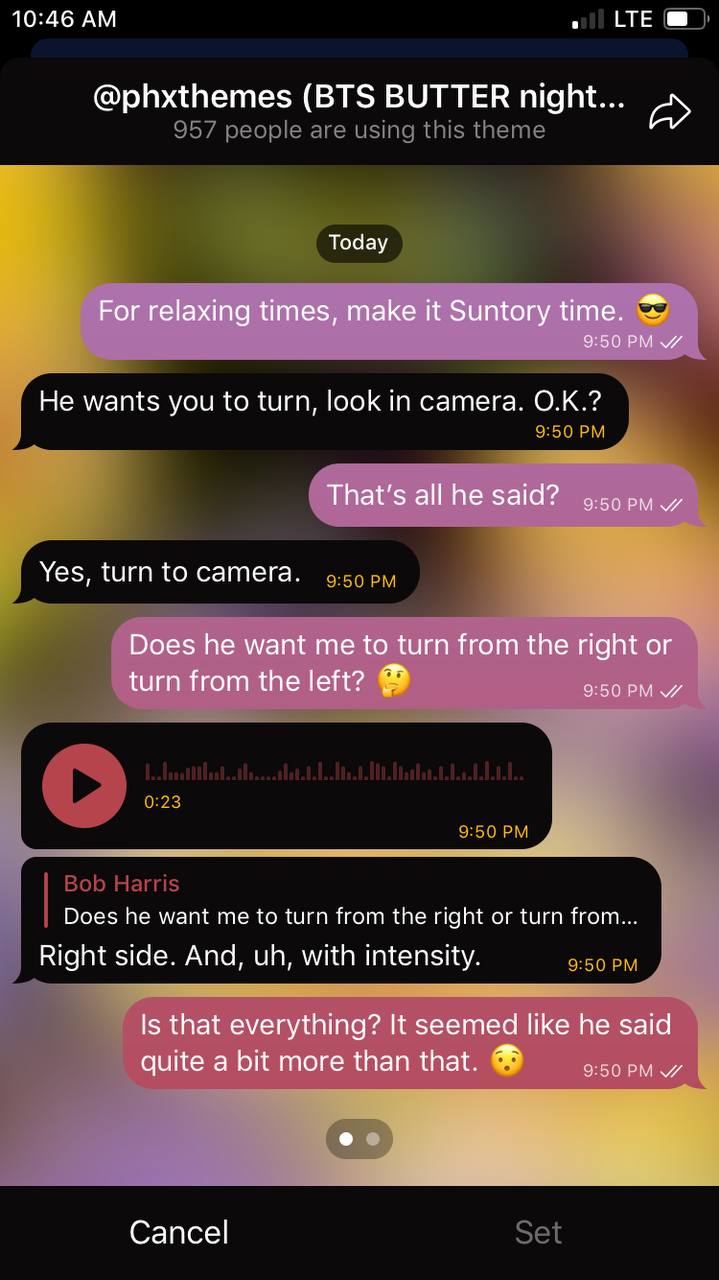 10:46 AM LTE
@phxthemes (BTS BUTTER night...
957 people are using this theme
Today
For relaxing times, make it Suntory time. 😎
9:50 PM
He wants you to turn, look in camera. O.K.?
9:50 PM
That’s all he said? 9:50 PM
Yes, turn to camera. 9:50 PM
Does he want me to turn from the right or
turn from the left? 🤔 9:50 PM
0:23
9:50 PM
Bob Harris
Does he want me to turn from the right or turn from...
Right side. And, uh, with intensity. 9:50 PM
Is that everything? It seemed like he said
quite a bit more than that. 😯 9:50 PM
Cancel Set